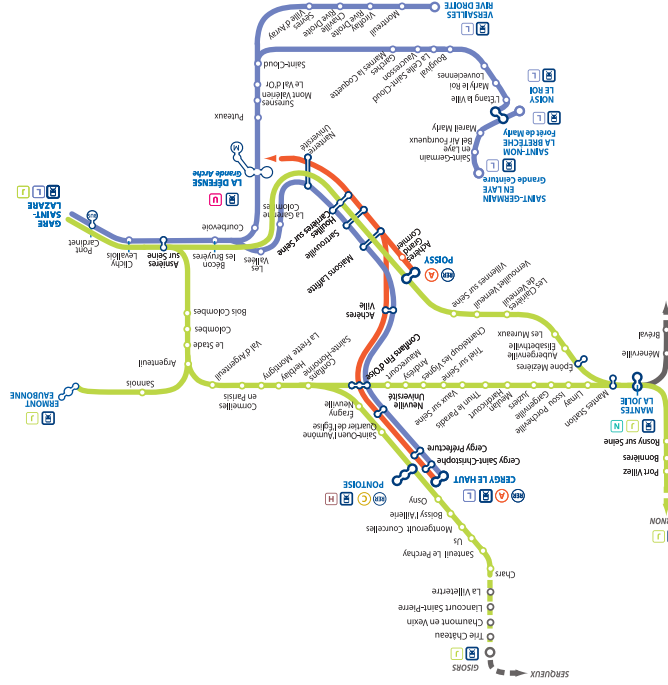 SERQUEUX
GISORS
J
Trie Château
Chaumont en Vexin
Liancourt Saint-Pierre
La Villetertre
Chars
Santeuil Le Perchay
Us
Montgeroult Courcelles
Boissy l'Aillerie
Osny
PONTOISE
RER
C
H
CERGY LE HAUT
RER
A
L
Cergy Saint-Christophe
Cergy Préfecture
Saint-Ouen l'Aumône
Quartier de l'Église
Éragny
Neuville
Neuville
Université
Conflans Fin d'Oise
J
NON
Port Villez
Bonnières
Rosny sur Seine
MANTES
LA JOLIE
J
N
Ménerville
Bréval
Mantes Station
Limay
Issou Porcheville
Gargenville
Juziers
Hardricourt
Meulan
Thun le Paradis
Vaux sur Seine
Triel sur Seine
Chanteloup les Vignes
Andrésy
Maurecourt
Conflans
Sainte-Honorine
Herblay
La Frette Montigny
Val d'Argenteuil
Cormeilles
en Parisis
Sannois
ERMONT
EAUBONNE
J
Argenteuil
Le Stade
Colombes
Bois Colombes
Épône Mézières
Aubergenville
Élisabethville
Les Mureaux
Les Clairières
de Verneuil
Vernouillet Verneuil
Villennes sur Seine
POISSY
RER
A
J
Achères
Grand
Cormier
Achères
Ville
Maisons Laffitte
Sartrouville
Houilles
Carrières sur Seine
Nanterre
Université
La Garenne
Colombes
Les
Vallées
Bécon
les Bruyères
Courbevoie
Asnières
sur Seine
Clichy
Levallois
Pont
Cardinet
BUS
GARE
SAINT-
LAZARE
L
J
LA DÉFENSE
Grande Arche
U
M
Puteaux
Suresnes
Mont Valérien
Le Val d'Or
Saint-Cloud
SAINT-GERMAIN
EN LAYE
Grande Ceinture
L
Saint-Germain
en Laye
Bel Air Fourqueux
Mareil Marly
SAINT-NOM
LA BRETÈCHE
Forêt de Marly
L
NOISY
LE ROI
L
L'Étang la Ville
Marly le Roi
Louveciennes
Bougival
La Celle Saint-Cloud
Vaucresson
Garches
Marnes la Coquette
VERSAILLES
RIVE DROITE
L
Montreuil
Viroflay
Rive Droite
Chaville
Rive Droite
Sèvres
Ville d'Avray